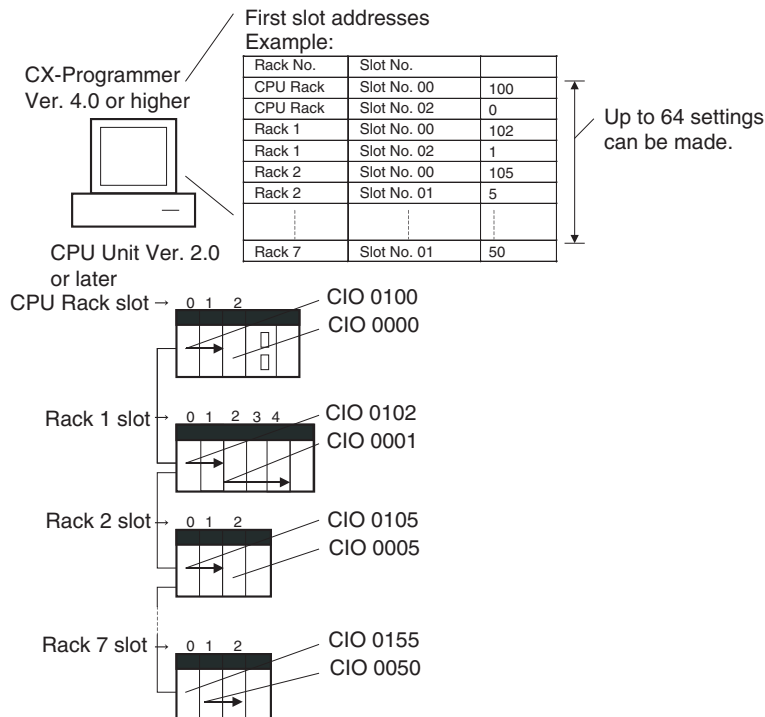 First slot addresses
Example:
Rack No. Slot No.
CPU Rack Slot No. 00 100
CPU Rack Slot No. 02 0
Rack 1 Slot No. 00 102
Rack 1 Slot No. 02 1
Rack 2 Slot No. 00 105
Rack 2 Slot No. 01 5
Rack 7 Slot No. 01 50
Up to 64 settings
can be made.
CX-Programmer
Ver. 4.0 or higher
CPU Unit Ver. 2.0
or later
CPU Rack slot → 0 1 2
CIO 0100
CIO 0000
Rack 1 slot → 0 1 2 3 4
CIO 0102
CIO 0001
Rack 2 slot → 0 1 2
CIO 0105
CIO 0005
Rack 7 slot → 0 1 2
CIO 0155
CIO 0050